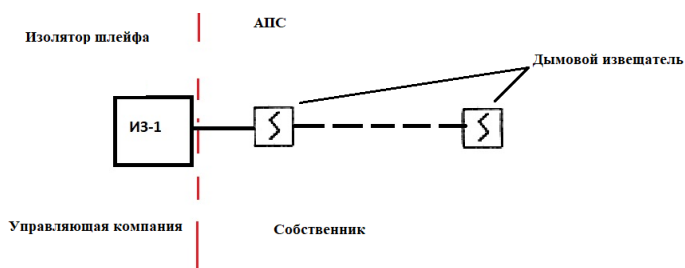 АПС
Изолятор шлейфа
Дымовой извещатель
ИЗ-1
Управляющая компания
Собственник